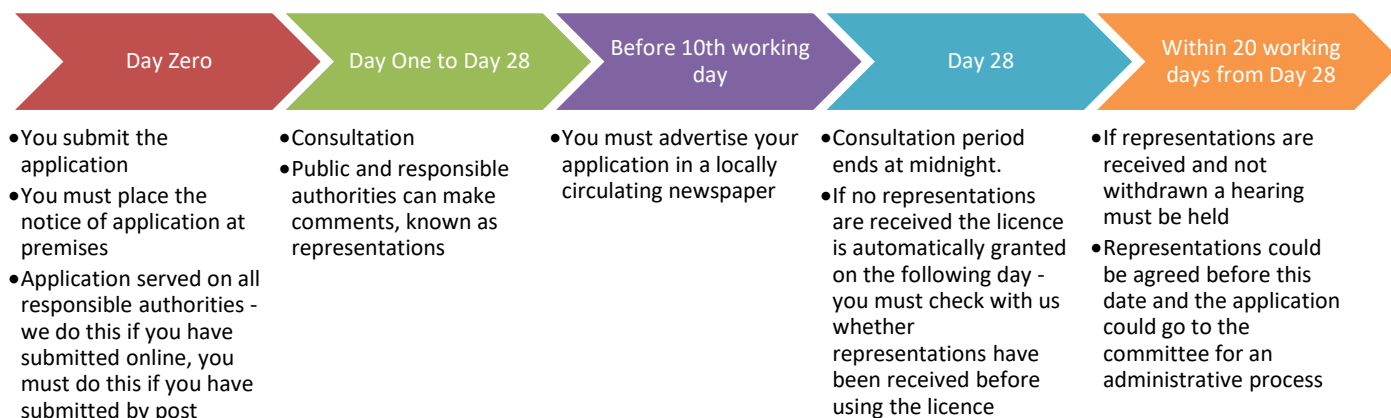 Day Zero
Day One to Day 28
Before 10th working
day
Day 28
Within 20 working
days from Day 28
•You submit the
application
•You must place the
notice of application at
premises
•Application served on all
responsible authorities -
we do this if you have
submitted online, you
must do this if you have
submitted by post
•Consultation
•Public and responsible
authorities can make
comments, known as
representations
•You must advertise your
application in a locally
circulating newspaper
•Consultation period
ends at midnight.
•If no representations
are received the licence
is automatically granted
on the following day -
you must check with us
whether
representations have
been received before
using the licence
•If representations are
received and not
withdrawn a hearing
must be held
•Representations could
be agreed before this
date and the application
could go to the
committee for an
administrative process